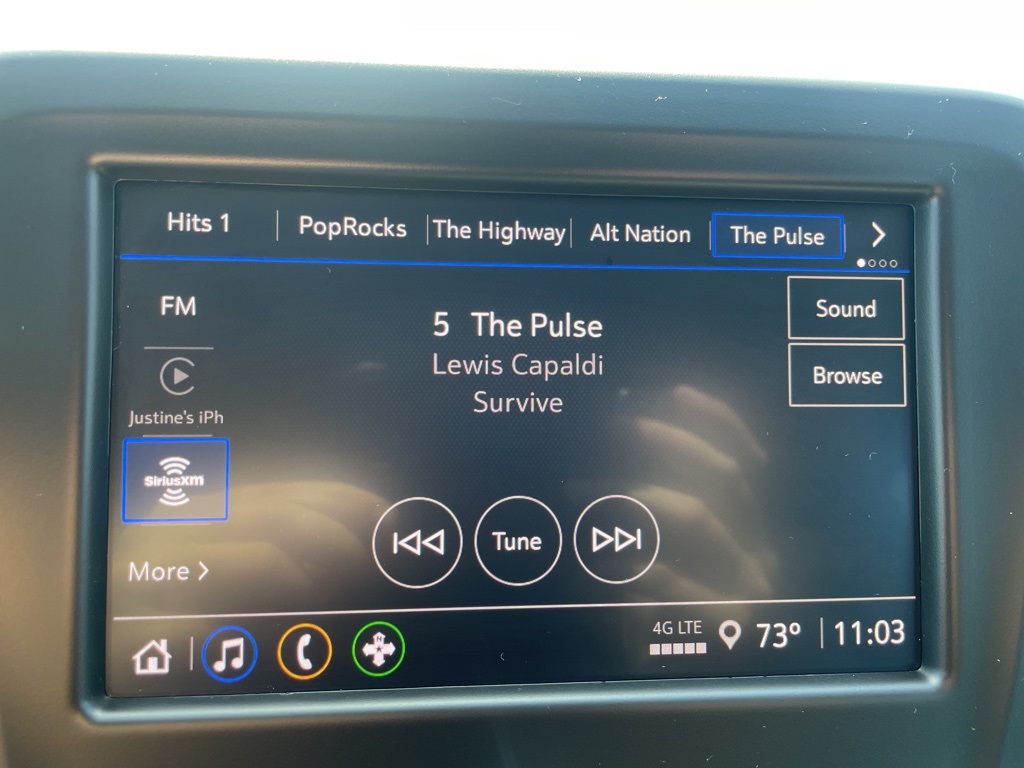 Hits 1
PopRocks
The Highway
Alt Nation
The Pulse
FM
5 The Pulse
Sound
Lewis Capaldi
Browse
Survive
Justine's iPh
SiriusXM
Tune
More
4G LTE
73°
11:03
N